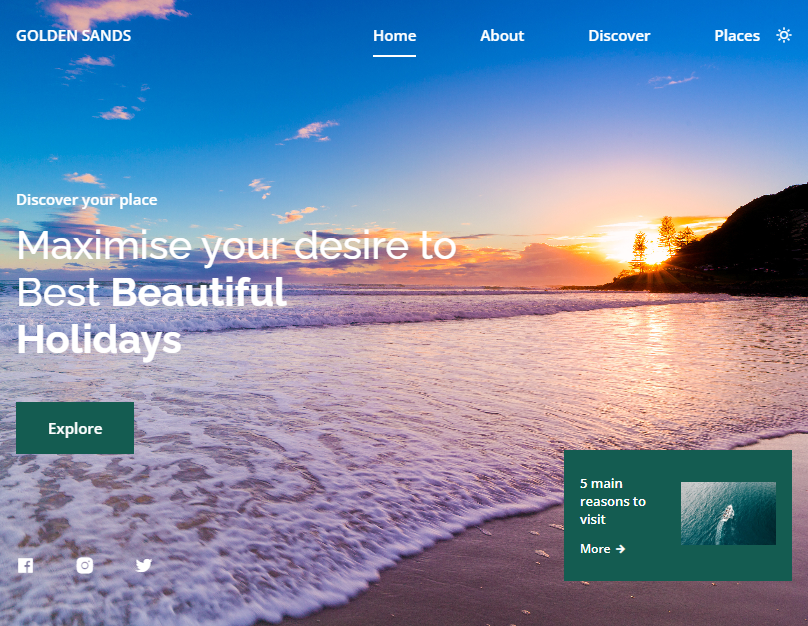 GOLDEN SANDS
Home
About
Discover
Places
Discover your place
Maximise your desire to
Best Beautiful
Holidays
Explore
5 main
reasons to
visit
More